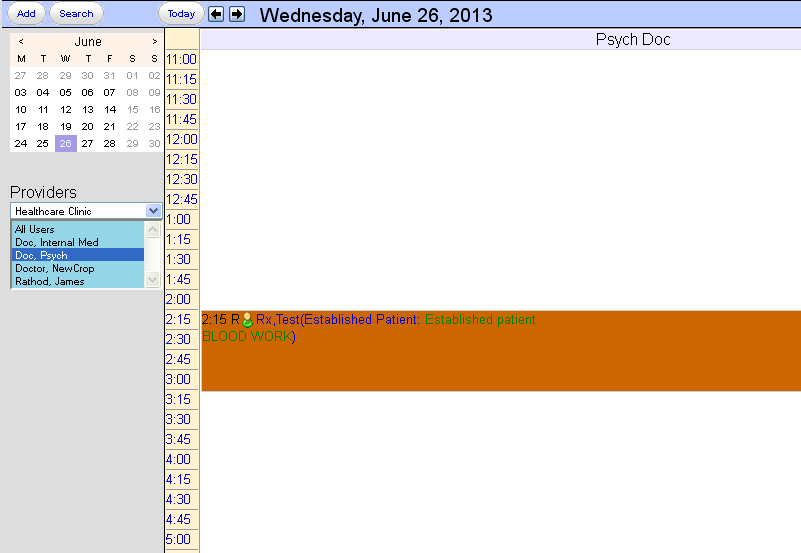 Add Search Today Wednesday, June 26, 2013
< June >
M T W T F S S
27 28 29 30 31 01 02
03 04 05 06 07 08 09
10 11 12 13 14 15 16
17 18 19 20 21 22 23
24 25 26 27 28 29 30
Providers
Healthcare Clinic
All Users
Doc, Internal Med
Doc, Psych
Doctor, NewCrop
Rathod, James
Psych Doc
11:00
11:15
11:30
11:45
12:00
12:15
12:30
12:45
1:00
1:15
1:30
1:45
2:00
2:15
2:30
2:45
3:00
3:15
3:30
3:45
4:00
4:15
4:30
4:45
5:00
2:15 R Rx,Test(Established Patient: Established patient
BLOOD WORK)